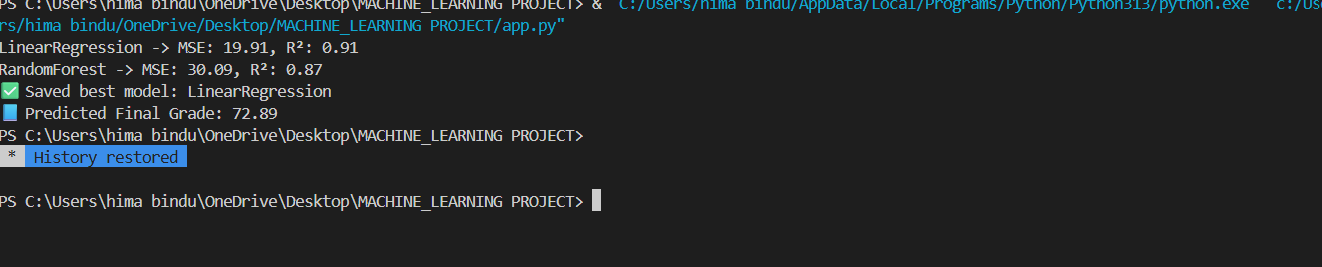 PS C:\Users\hima bindu\OneDrive\Desktop\MACHINE_LEARNING PROJECT> & "C:/Users/hima bindu/AppData/Local/Programs/Python/Python313/python.exe" "c:/Use
rs/hima bindu/OneDrive/Desktop/MACHINE_LEARNING PROJECT/app.py"
LinearRegression -> MSE: 19.91, R²: 0.91
RandomForest -> MSE: 30.09, R²: 0.87
✅ Saved best model: LinearRegression
📘 Predicted Final Grade: 72.89
PS C:\Users\hima bindu\OneDrive\Desktop\MACHINE_LEARNING PROJECT>
* History restored
PS C:\Users\hima bindu\OneDrive\Desktop\MACHINE_LEARNING PROJECT>